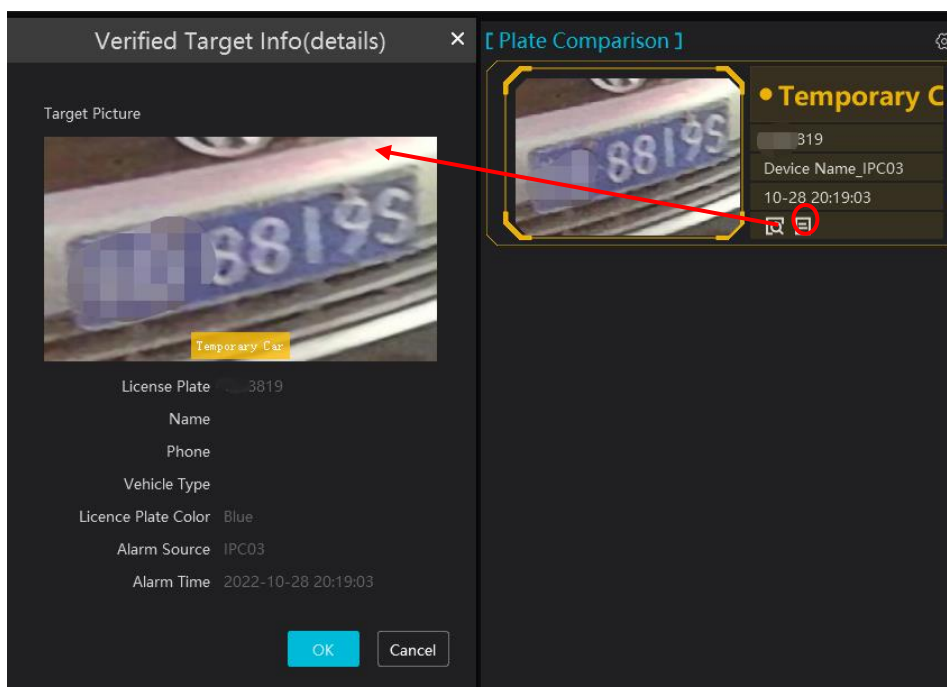 Verified Target Info(details) ×
Target Picture
88195
Temporary Car
License Plate 3819
Name
Phone
Vehicle Type
Licence Plate Color Blue
Alarm Source IPC03
Alarm Time 2022-10-28 20:19:03
OK Cancel
[ Plate Comparison ]
88195
• Temporary C
319
Device Name_IPC03
10-28 20:19:03